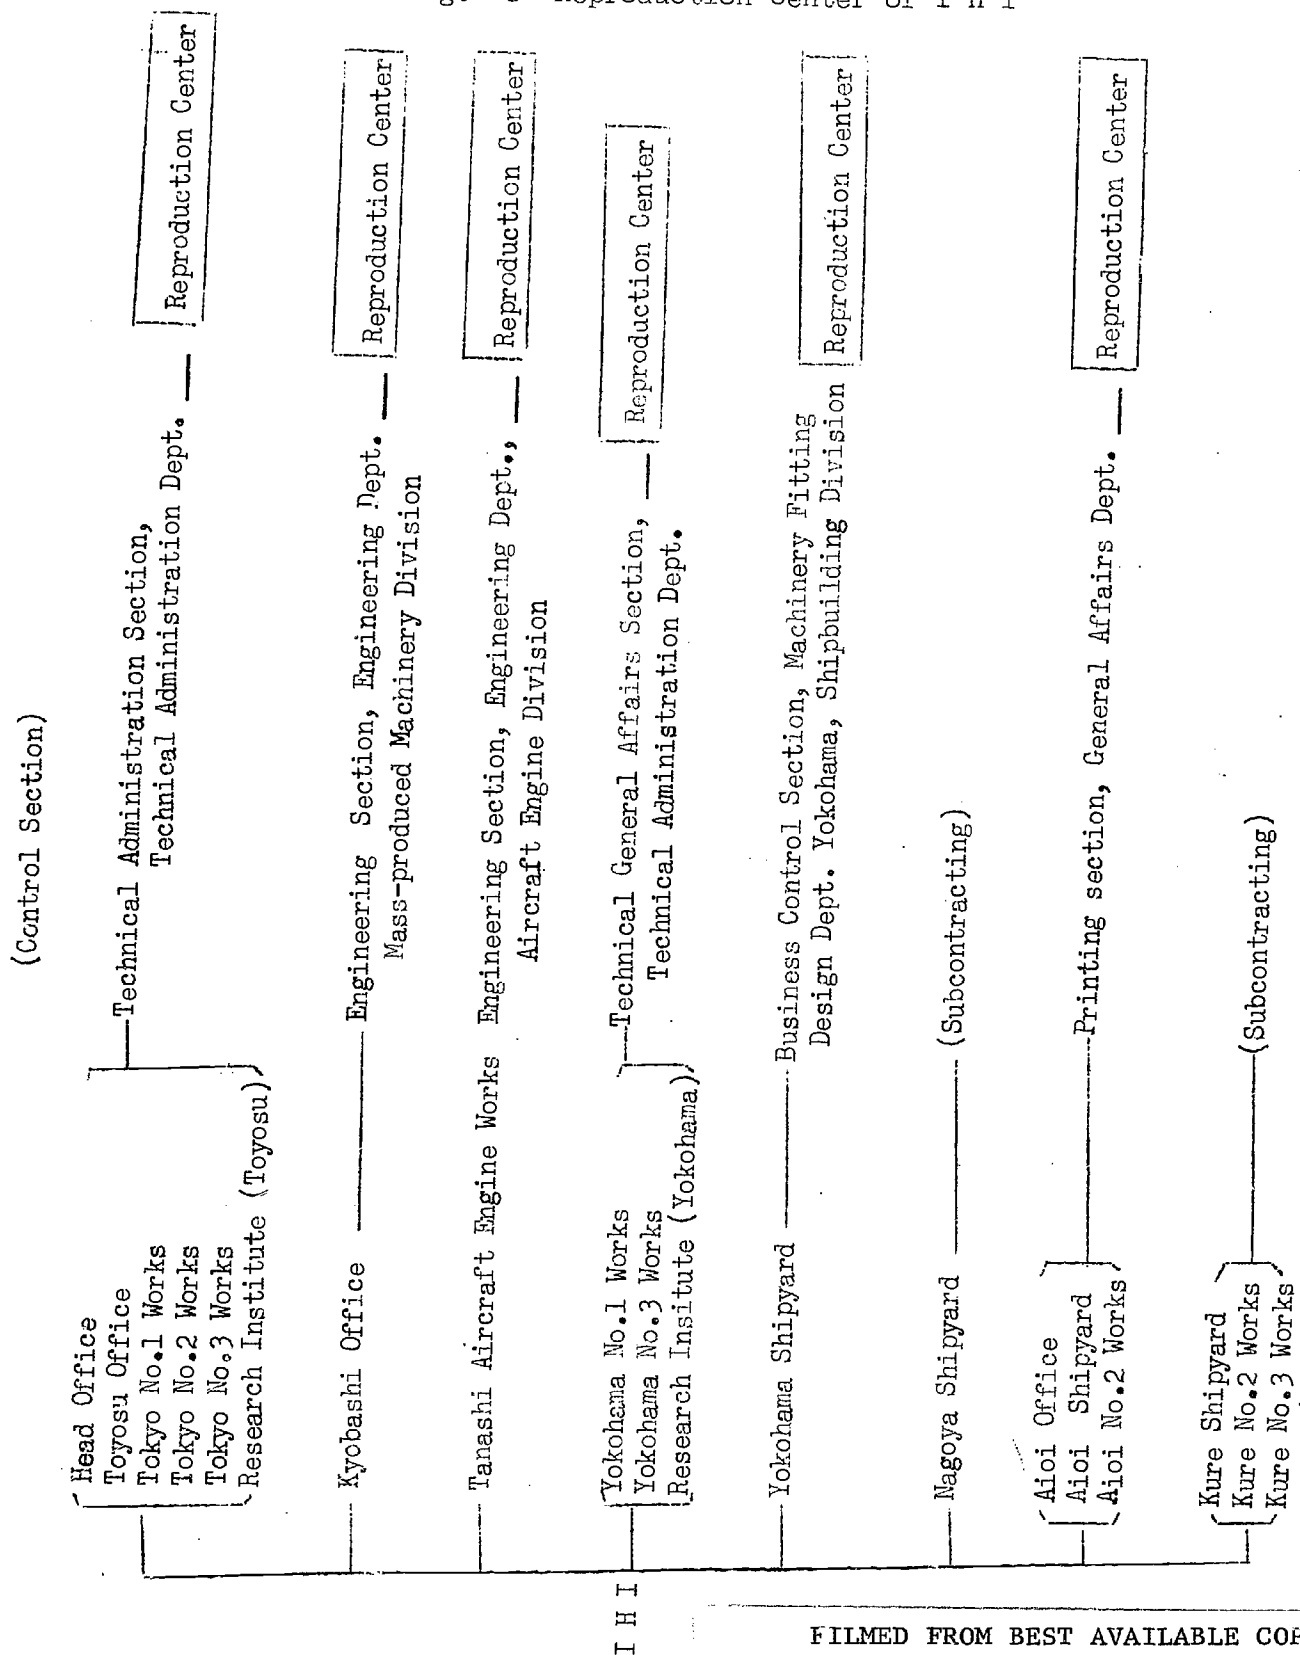 Reproduction Center of I H I
(Control Section)
Head Office
Toyosu Office
Tokyo No.1 Works
Tokyo No.2 Works
Tokyo No.3 Works
Research Institute (Toyosu)
Technical Administration Section,
Technical Administration Dept.
Reproduction Center
Kyobashi Office
Engineering Section, Engineering Dept.
Mass-produced Machinery Division
Reproduction Center
Tanashi Aircraft Engine Works
Engineering Section, Engineering Dept.,
Aircraft Engine Division
Reproduction Center
I H I
Yokohama No.1 Works
Yokohama No.3 Works
Research Insitute (Yokohama)
Technical General Affairs Section,
Technical Administration Dept.
Reproduction Center
Yokohama Shipyard
Business Control Section, Machinery Fitting
Design Dept. Yokohama, Shipbuilding Division
Reproduction Center
Nagoya Shipyard
(Subcontracting)
Aioi Office
Aioi Shipyard
Aioi No.2 Works
Printing section, General Affairs Dept.
Reproduction Center
Kure Shipyard
Kure No.2 Works
Kure No.3 Works
(Subcontracting)
FILMED FROM BEST AVAILABLE